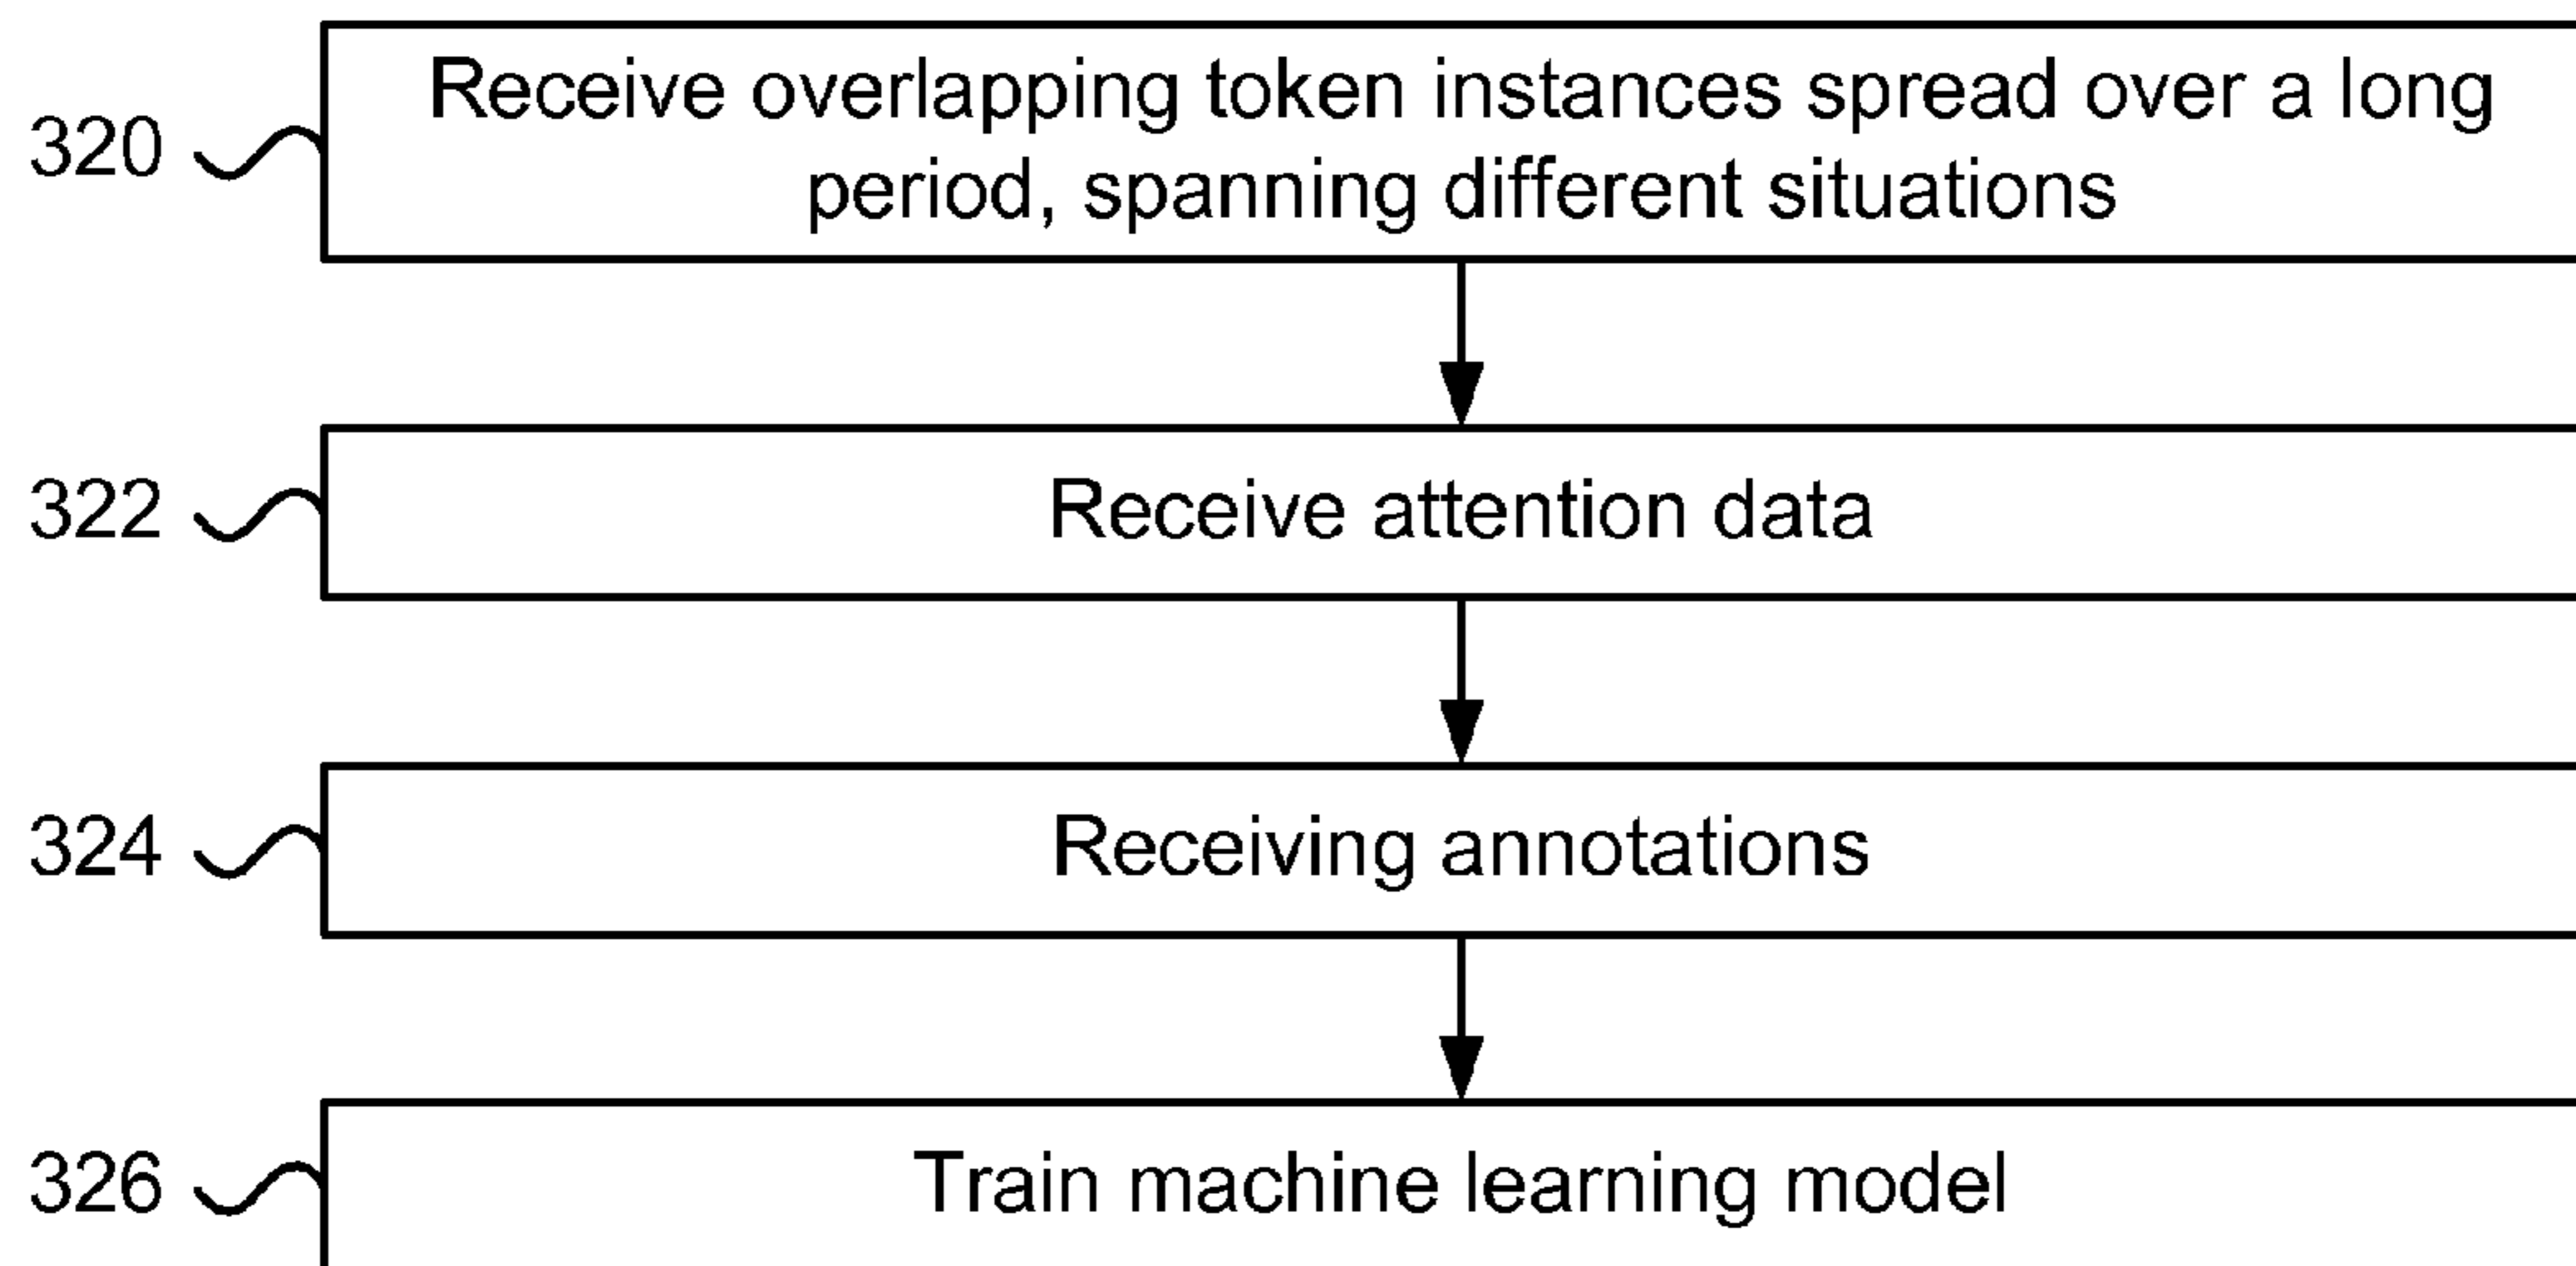 320
Receive overlapping token instances spread over a long
period, spanning different situations
322
Receive attention data
324
Receiving annotations
326
Train machine learning model